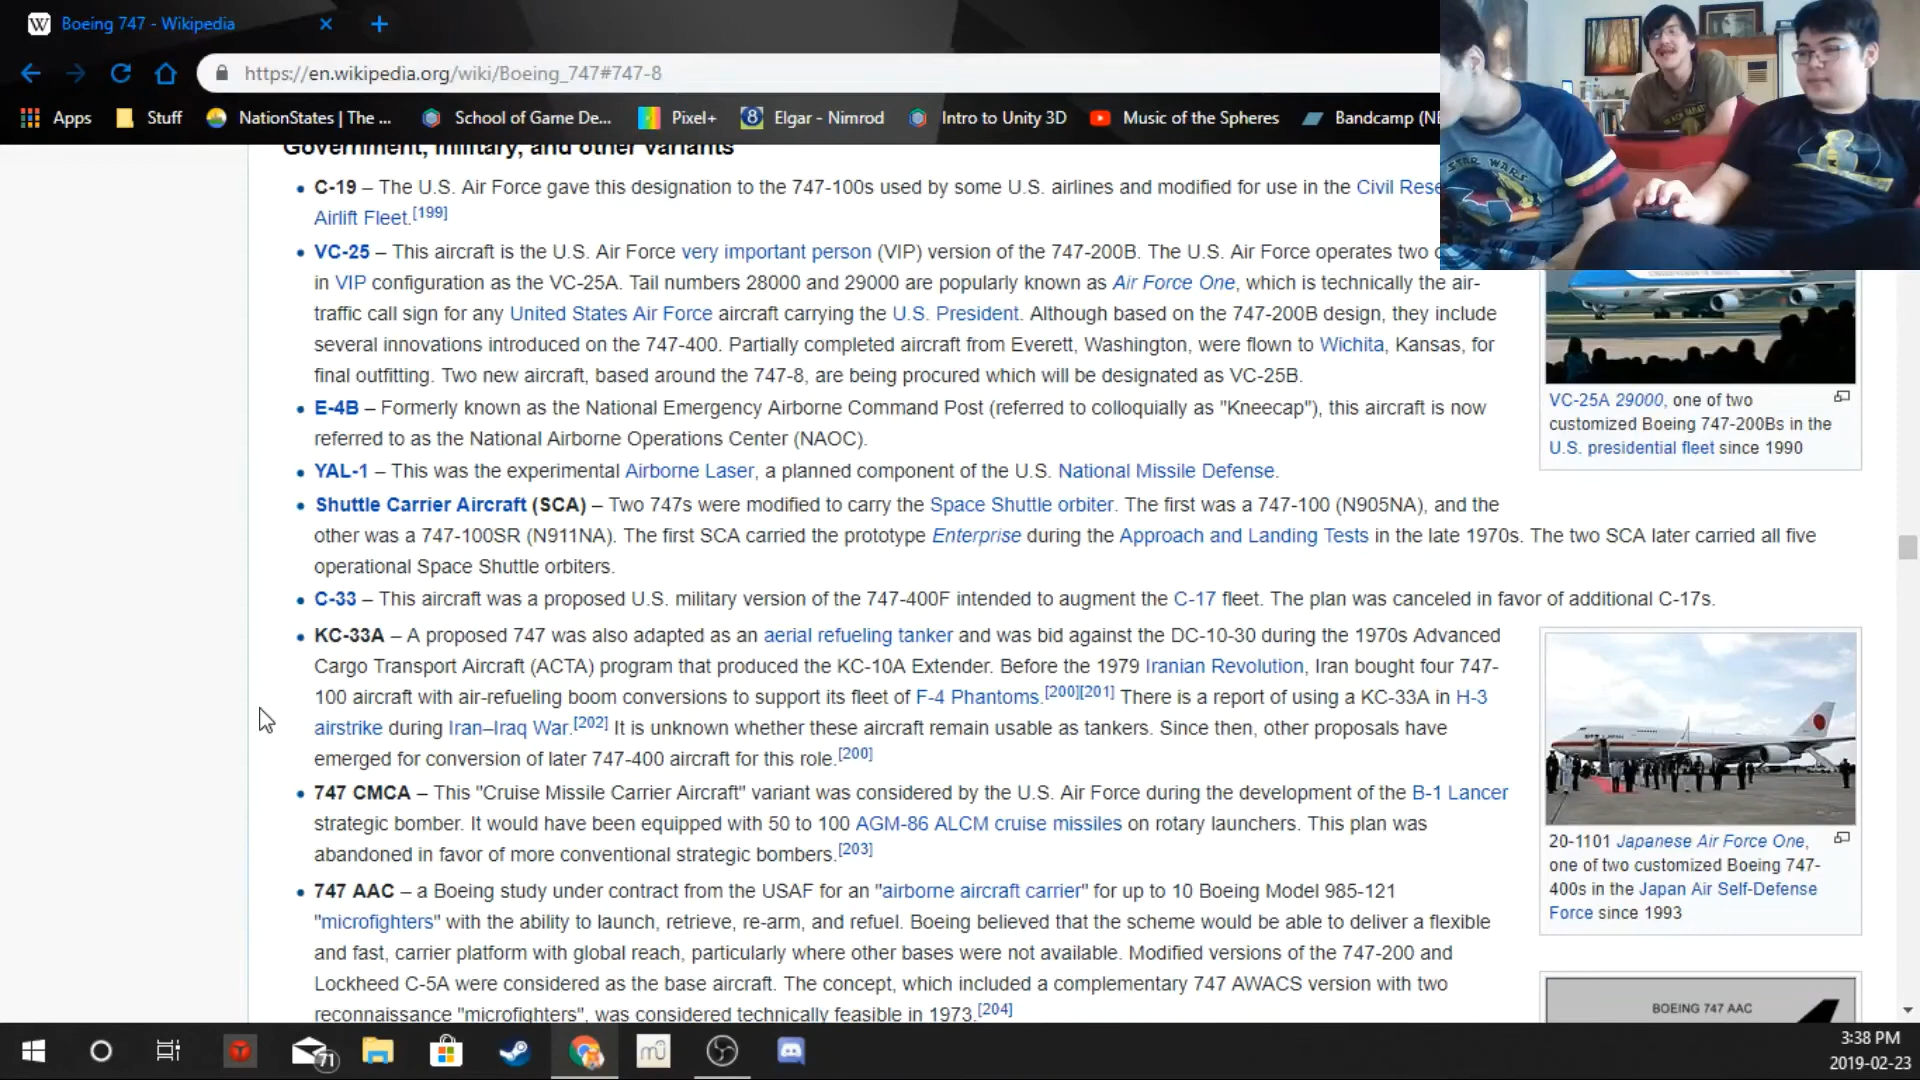 Boeing 747 - Wikipedia
https://en.wikipedia.org/wiki/Boeing_747#747-8
Apps Stuff NationStates | The ... School of Game De... Pixel+ Elgar - Nimrod Intro to Unity 3D Music of the Spheres Bandcamp (NE
STAR WARS
Government, military, and other variants
• C-19 – The U.S. Air Force gave this designation to the 747-100s used by some U.S. airlines and modified for use in the Civil Rese
Airlift Fleet.[199]
• VC-25 – This aircraft is the U.S. Air Force very important person (VIP) version of the 747-200B. The U.S. Air Force operates two
in VIP configuration as the VC-25A. Tail numbers 28000 and 29000 are popularly known as Air Force One, which is technically the air-
traffic call sign for any United States Air Force aircraft carrying the U.S. President. Although based on the 747-200B design, they include
several innovations introduced on the 747-400. Partially completed aircraft from Everett, Washington, were flown to Wichita, Kansas, for
final outfitting. Two new aircraft, based around the 747-8, are being procured which will be designated as VC-25B.
• E-4B – Formerly known as the National Emergency Airborne Command Post (referred to colloquially as "Kneecap"), this aircraft is now
referred to as the National Airborne Operations Center (NAOC).
• YAL-1 – This was the experimental Airborne Laser, a planned component of the U.S. National Missile Defense.
• Shuttle Carrier Aircraft (SCA) – Two 747s were modified to carry the Space Shuttle orbiter. The first was a 747-100 (N905NA), and the
other was a 747-100SR (N911NA). The first SCA carried the prototype Enterprise during the Approach and Landing Tests in the late 1970s. The two SCA later carried all five
operational Space Shuttle orbiters.
• C-33 – This aircraft was a proposed U.S. military version of the 747-400F intended to augment the C-17 fleet. The plan was canceled in favor of additional C-17s.
• KC-33A – A proposed 747 was also adapted as an aerial refueling tanker and was bid against the DC-10-30 during the 1970s Advanced
Cargo Transport Aircraft (ACTA) program that produced the KC-10A Extender. Before the 1979 Iranian Revolution, Iran bought four 747-
100 aircraft with air-refueling boom conversions to support its fleet of F-4 Phantoms.[200][201] There is a report of using a KC-33A in H-3
airstrike during Iran–Iraq War.[202] It is unknown whether these aircraft remain usable as tankers. Since then, other proposals have
emerged for conversion of later 747-400 aircraft for this role.[200]
• 747 CMCA – This "Cruise Missile Carrier Aircraft" variant was considered by the U.S. Air Force during the development of the B-1 Lancer
strategic bomber. It would have been equipped with 50 to 100 AGM-86 ALCM cruise missiles on rotary launchers. This plan was
abandoned in favor of more conventional strategic bombers.[203]
• 747 AAC – a Boeing study under contract from the USAF for an "airborne aircraft carrier" for up to 10 Boeing Model 985-121
"microfighters" with the ability to launch, retrieve, re-arm, and refuel. Boeing believed that the scheme would be able to deliver a flexible
and fast, carrier platform with global reach, particularly where other bases were not available. Modified versions of the 747-200 and
Lockheed C-5A were considered as the base aircraft. The concept, which included a complementary 747 AWACS version with two
reconnaissance "microfighters", was considered technically feasible in 1973.[204]
VC-25A 29000, one of two
customized Boeing 747-200Bs in the
U.S. presidential fleet since 1990
20-1101 Japanese Air Force One,
one of two customized Boeing 747-
400s in the Japan Air Self-Defense
Force since 1993
BOEING 747 AAC
71
3:38 PM
2019-02-23